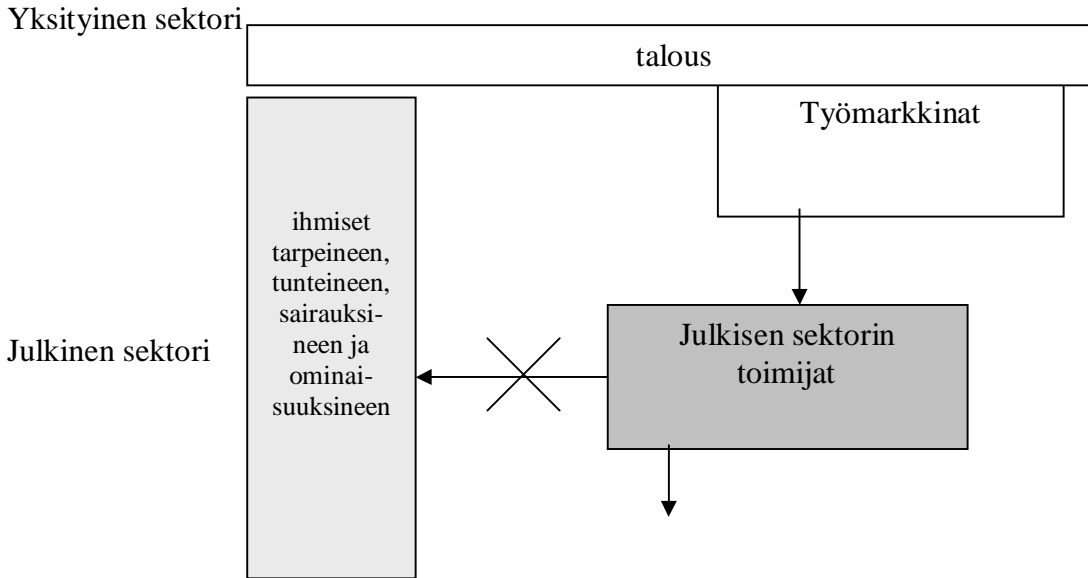 Yksityinen sektori
talous
Työmarkkinat
ihmiset
tarpeineen,
tunteineen,
sairauksi-
neen ja
ominai-
suuksineen
Julkinen sektori
Julkisen sektorin
toimijat